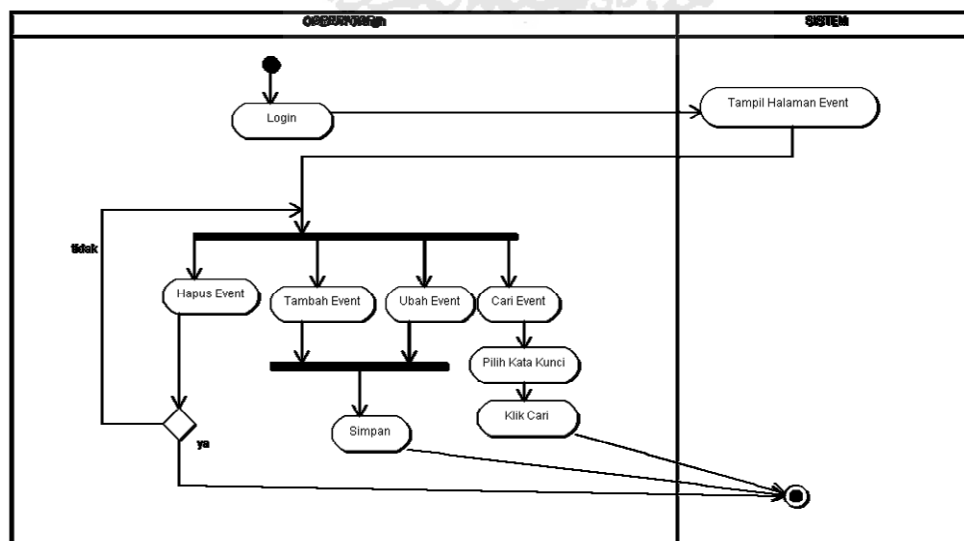 SISTEM
Login
Tampil Halaman Event
tidak
Hapus Event
Tambah Event
Ubah Event
Cari Event
Pilih Kata Kunci
Klik Cari
Simpan
ya